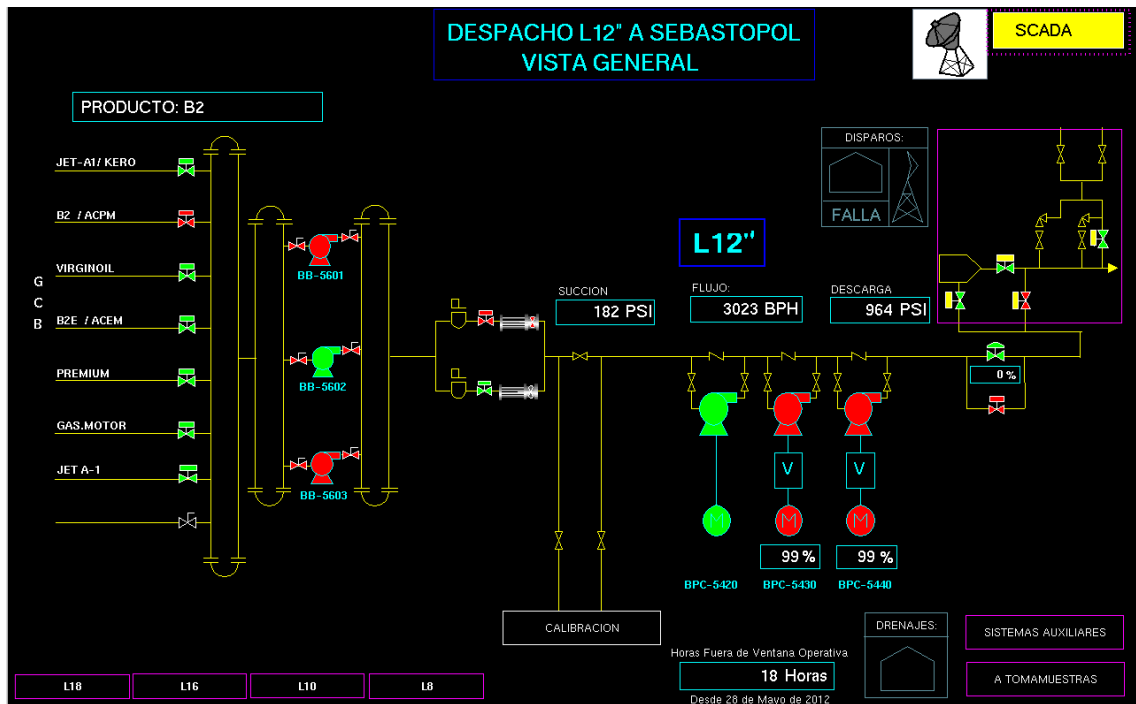 DESPACHO L12" A SEBASTOPOL
VISTA GENERAL
SCADA
PRODUCTO: B2
JET-A1/ KERO
B2 / ACPM
VIRGINOIL
B2E / ACEM
PREMIUM
GAS.MOTOR
JET A-1
G
C
B
BB-5601
BB-5602
BB-5603
DISPAROS:
FALLA
L12"
SUCCION
182 PSI
FLUJO:
3023 BPH
DESCARGA
964 PSI
0 %
V
V
M
M
M
99 %
99 %
BPC-5420
BPC-5430
BPC-5440
CALIBRACION
DRENAJES:
SISTEMAS AUXILIARES
A TOMAMUESTRAS
Horas Fuera de Ventana Operativa
18 Horas
Desde 28 de Mayo de 2012
L18
L16
L10
L8